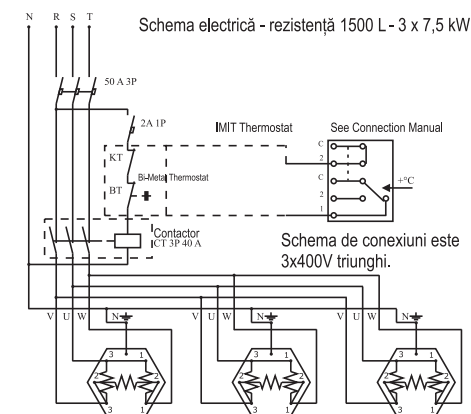 Schema electrică - rezistență 1500 L - 3 x 7,5 kW
N R S T
50 A 3P
2A 1P
IMIT Thermostat
See Connection Manual
KT
Bi-Metal Thermostat
BT
C
2
C
2
1
+°C
Contactor
CT 3P 40 A
Schema de conexiuni este
3x400V triunghi.
V U W N
V U W N
V U W N
3 1
3 1
3 1
2 2
2 2
2 2
3 1
3 1
3 1